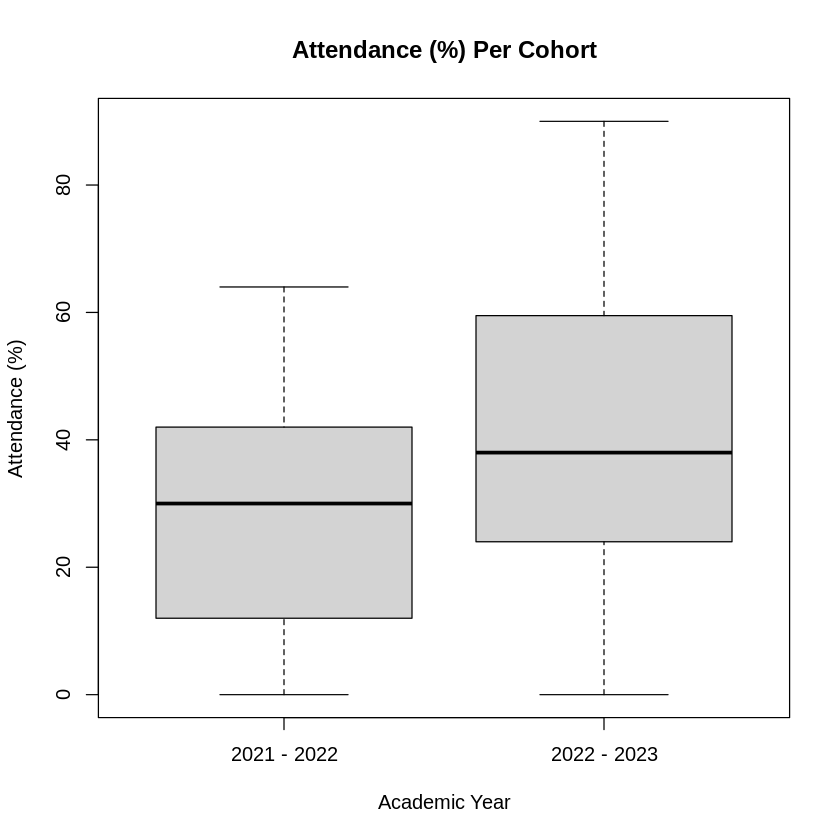 Attendance (%) Per Cohort
Attendance (%)
80
60
40
20
0
2021 - 2022
2022 - 2023
Academic Year